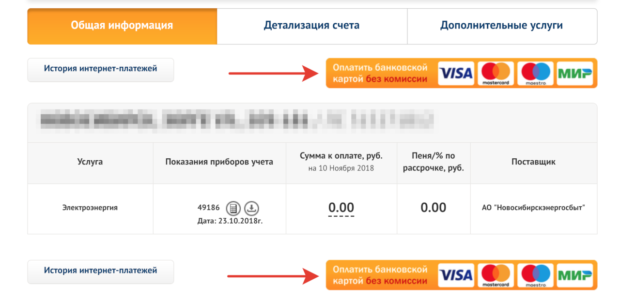 Общая информация
Детализация счета
Дополнительные услуги
История интернет-платежей
Оплатить банковской
картой без комиссии
VISA
mastercard
maestro
МИР
Услуга
Показания приборов учета
Сумма к оплате, руб.
на 10 Ноября 2018
Пеня/% по
рассрочке, руб.
Поставщик
Электроэнергия
49186
Дата: 23.10.2018г.
0.00
0.00
АО "Новосибирскэнергосбыт"
История интернет-платежей
Оплатить банковской
картой без комиссии
VISA
mastercard
maestro
МИР